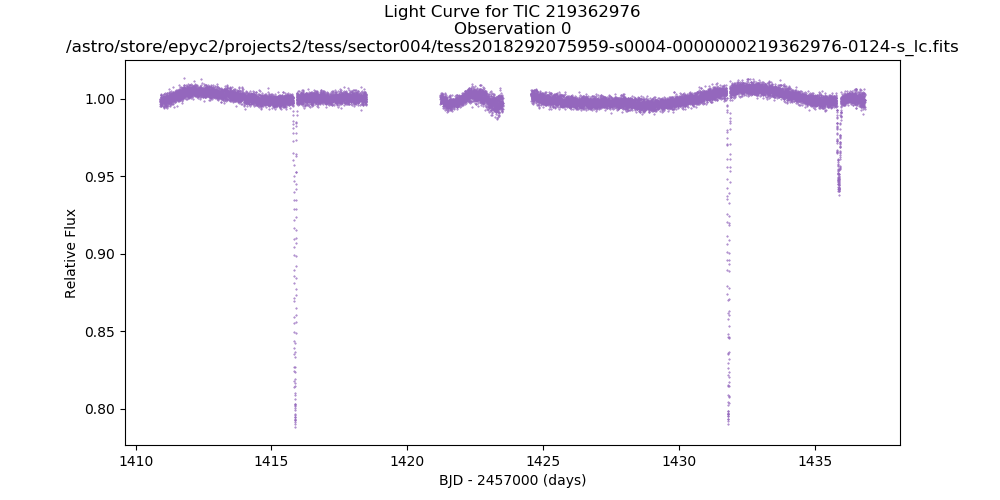 Light Curve for TIC 219362976
Observation 0
/astro/store/epyc2/projects2/tess/sector004/tess2018292075959-s0004-0000000219362976-0124-s_lc.fits
Relative Flux
1.00
0.95
0.90
0.85
0.80
1410
1415
1420
1425
1430
1435
BJD - 2457000 (days)